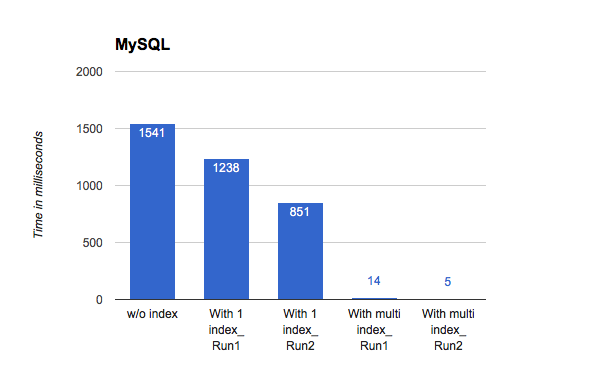 MySQL
Time in milliseconds
2000
1500
1000
500
0
1541
1238
851
14
5
w/o index
With 1
index_
Run1
With 1
index_
Run2
With multi
index_
Run1
With multi
index_
Run2